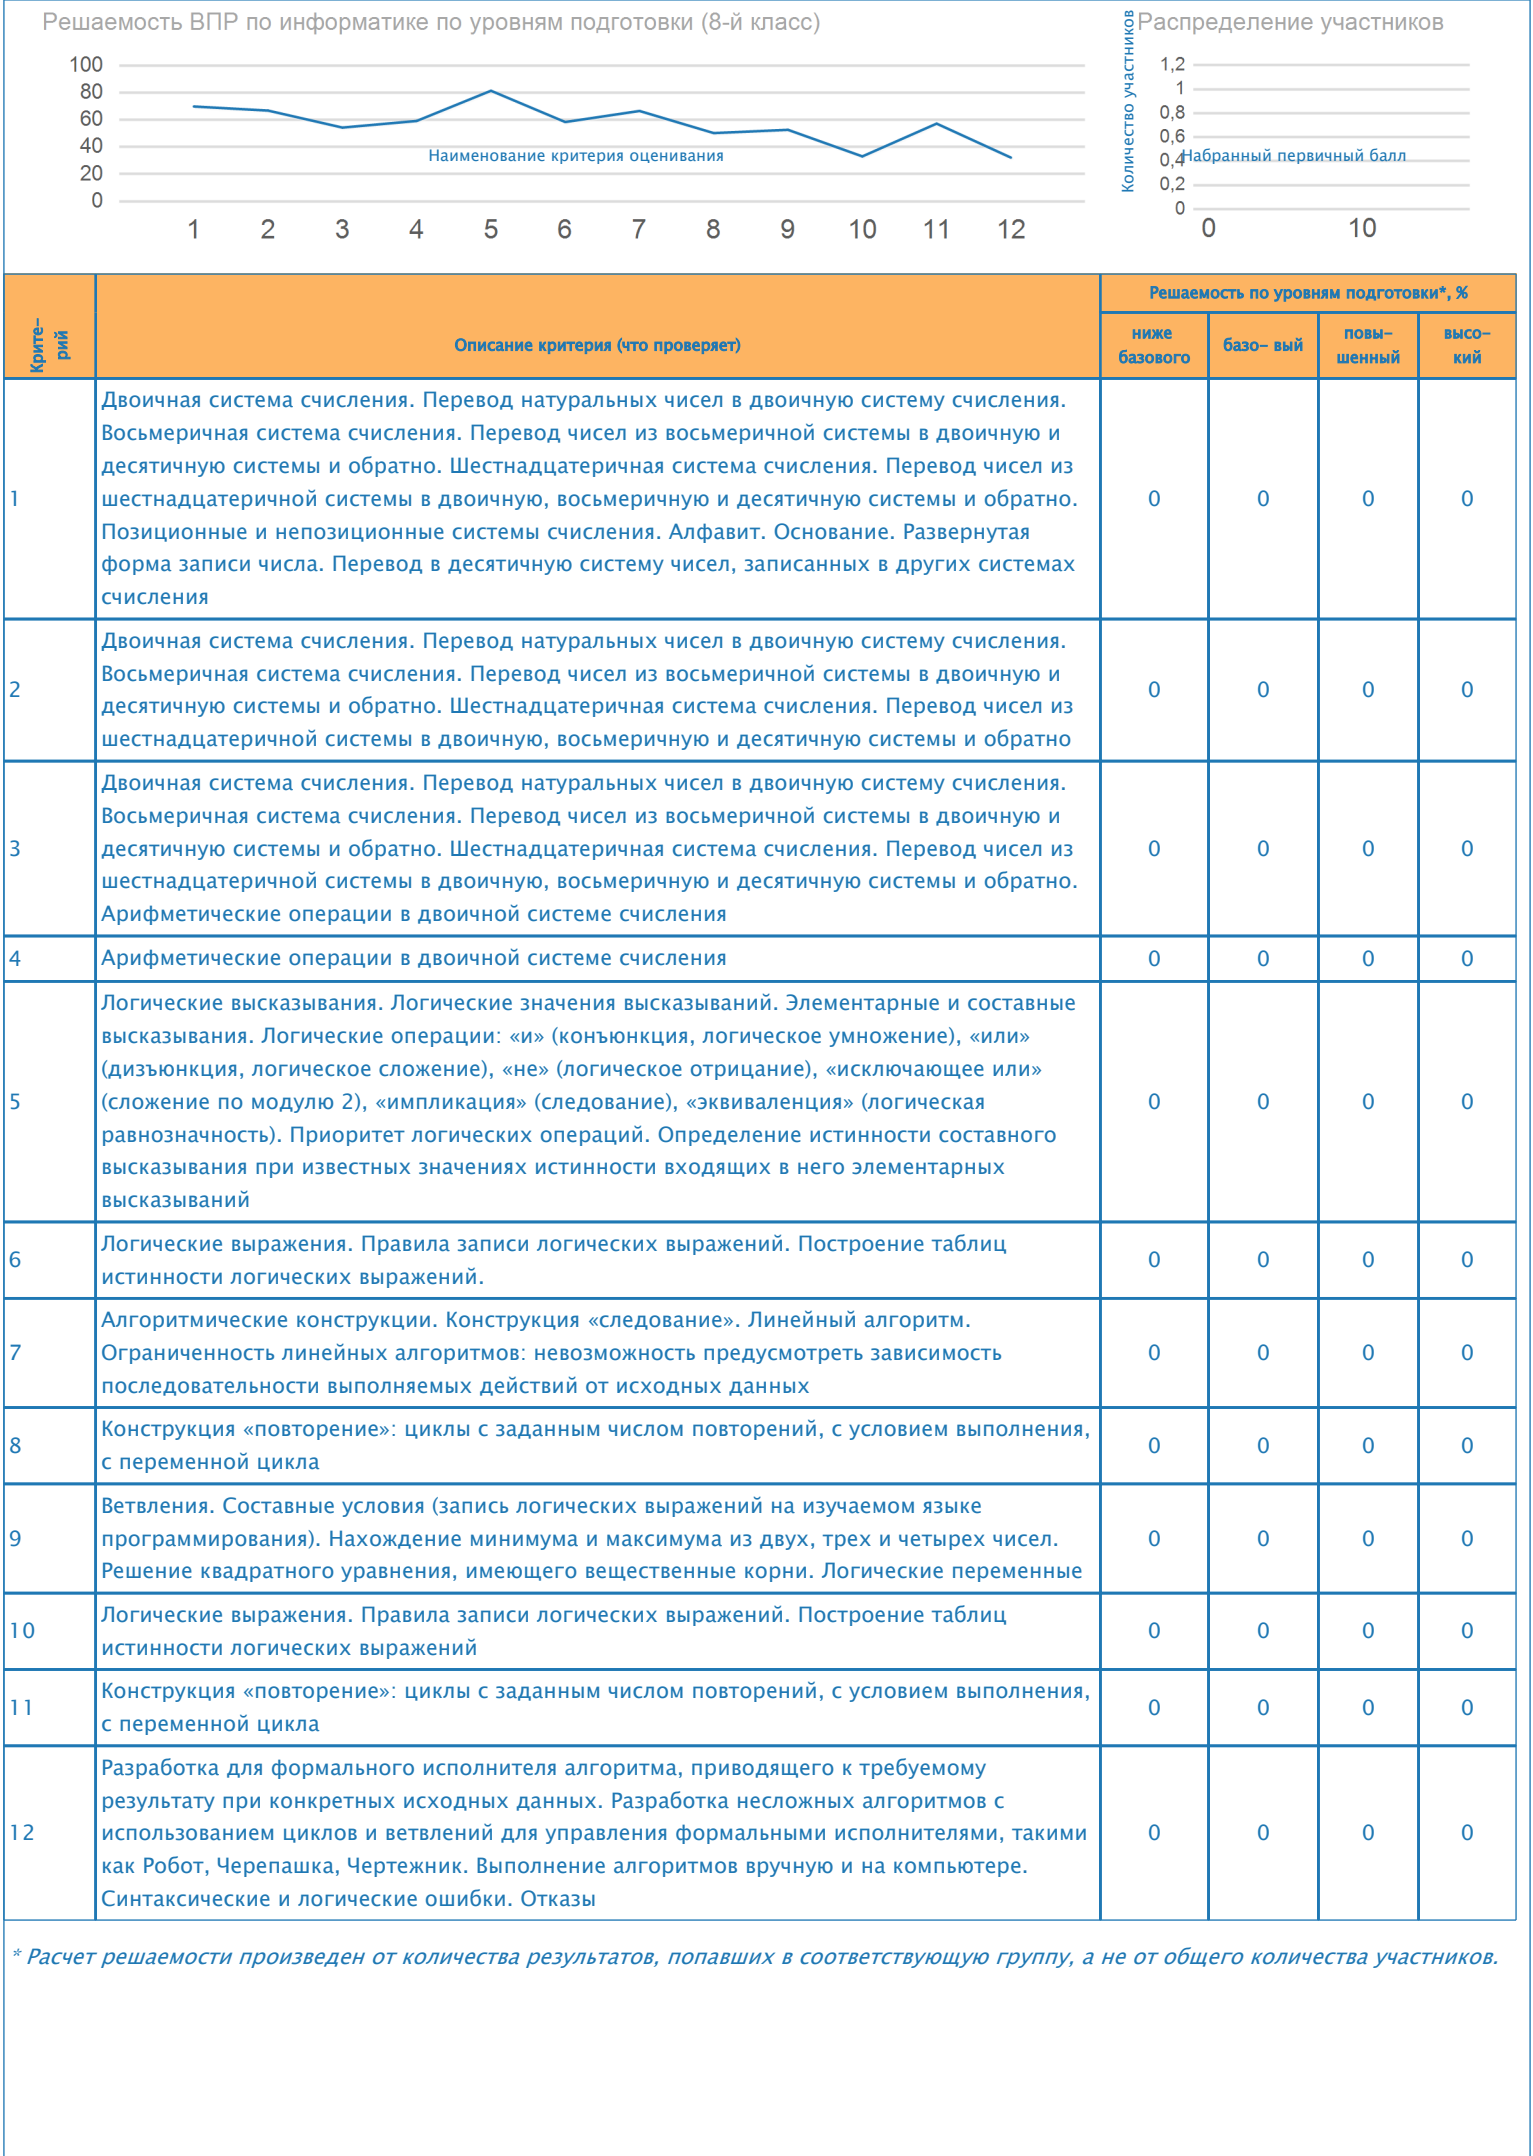 Решаемость ВПР по информатике по уровням подготовки (8-й класс)
100
80
60
40
20
0
Наименование критерия оценивания
1 2 3 4 5 6 7 8 9 10 11 12
Распределение участников
Количество участников
1,2
1
0,8
0,6
0,4
0,2
0
Набранный первичный балл
0 10
Крите-
рий
Описание критерия (что проверяет)
Решаемость по уровням подготовки*, %
ниже
базового
базо- вый
повы-
шенный
высо-
кий
1
Двоичная система счисления. Перевод натуральных чисел в двоичную систему счисления.
Восьмеричная система счисления. Перевод чисел из восьмеричной системы в двоичную и
десятичную системы и обратно. Шестнадцатеричная система счисления. Перевод чисел из
шестнадцатеричной системы в двоичную, восьмеричную и десятичную системы и обратно.
Позиционные и непозиционные системы счисления. Алфавит. Основание. Развернутая
форма записи числа. Перевод в десятичную систему чисел, записанных в других системах
счисления
0 0 0 0
2
Двоичная система счисления. Перевод натуральных чисел в двоичную систему счисления.
Восьмеричная система счисления. Перевод чисел из восьмеричной системы в двоичную и
десятичную системы и обратно. Шестнадцатеричная система счисления. Перевод чисел из
шестнадцатеричной системы в двоичную, восьмеричную и десятичную системы и обратно
0 0 0 0
3
Двоичная система счисления. Перевод натуральных чисел в двоичную систему счисления.
Восьмеричная система счисления. Перевод чисел из восьмеричной системы в двоичную и
десятичную системы и обратно. Шестнадцатеричная система счисления. Перевод чисел из
шестнадцатеричной системы в двоичную, восьмеричную и десятичную системы и обратно.
Арифметические операции в двоичной системе счисления
0 0 0 0
4
Арифметические операции в двоичной системе счисления
0 0 0 0
5
Логические высказывания. Логические значения высказываний. Элементарные и составные
высказывания. Логические операции: «и» (конъюнкция, логическое умножение), «или»
(дизъюнкция, логическое сложение), «не» (логическое отрицание), «исключающее или»
(сложение по модулю 2), «импликация» (следование), «эквиваленция» (логическая
равнозначность). Приоритет логических операций. Определение истинности составного
высказывания при известных значениях истинности входящих в него элементарных
высказываний
0 0 0 0
6
Логические выражения. Правила записи логических выражений. Построение таблиц
истинности логических выражений.
0 0 0 0
7
Алгоритмические конструкции. Конструкция «следование». Линейный алгоритм.
Ограниченность линейных алгоритмов: невозможность предусмотреть зависимость
последовательности выполняемых действий от исходных данных
0 0 0 0
8
Конструкция «повторение»: циклы с заданным числом повторений, с условием выполнения,
с переменной цикла
0 0 0 0
9
Ветвления. Составные условия (запись логических выражений на изучаемом языке
программирования). Нахождение минимума и максимума из двух, трех и четырех чисел.
Решение квадратного уравнения, имеющего вещественные корни. Логические переменные
0 0 0 0
10
Логические выражения. Правила записи логических выражений. Построение таблиц
истинности логических выражений
0 0 0 0
11
Конструкция «повторение»: циклы с заданным числом повторений, с условием выполнения,
с переменной цикла
0 0 0 0
12
Разработка для формального исполнителя алгоритма, приводящего к требуемому
результату при конкретных исходных данных. Разработка несложных алгоритмов с
использованием циклов и ветвлений для управления формальными исполнителями, такими
как Робот, Черепашка, Чертежник. Выполнение алгоритмов вручную и на компьютере.
Синтаксические и логические ошибки. Отказы
0 0 0 0
* Расчет решаемости произведен от количества результатов, попавших в соответствующую группу, а не от общего количества участников.